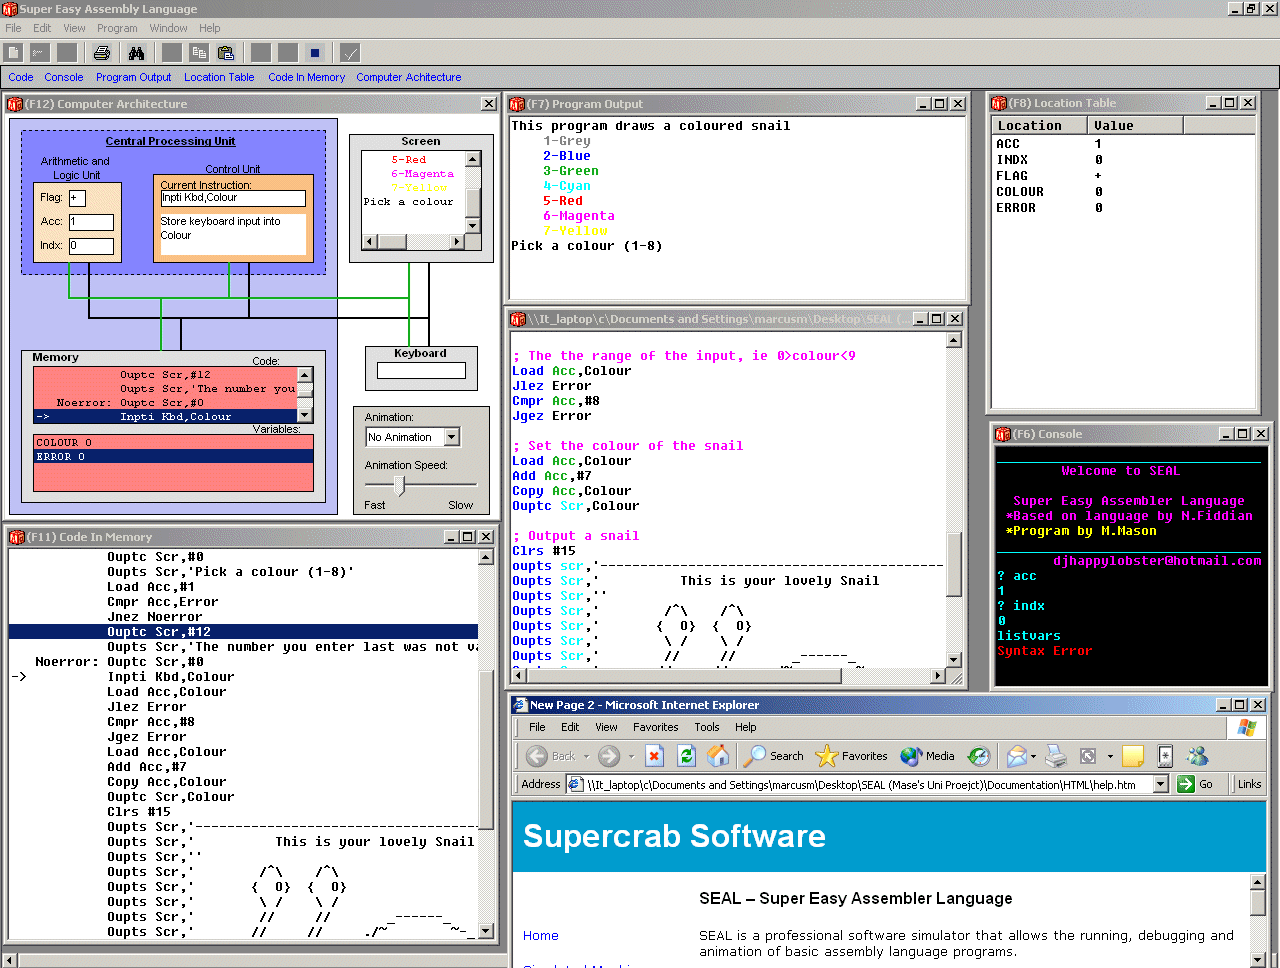 Super Easy Assembly Language
File Edit View Program Window Help
Code Console Program Output Location Table Code In Memory Computer Achitecture
(F12) Computer Architecture
Central Processing Unit
Arithmetic and
Logic Unit
Flag: +
Acc: 1
Indx: 0
Control Unit
Current Instruction:
Inpti Kbd,Colour
Store keyboard input into
Colour
Screen
5-Red
6-Magenta
7-Yellow
Pick a colour
Memory
Code:
Ouptc Scr,#12
Oupts Scr,'The number you
Noerror: Ouptc Scr,#0
-> Inpti Kbd,Colour
Variables:
COLOUR 0
ERROR 0
Keyboard
Animation:
No Animation
Animation Speed:
Fast Slow
(F11) Code In Memory
Ouptc Scr,#0
Oupts Scr,'Pick a colour (1-8)'
Load Acc,#1
Cmpr Acc,Error
Jnez Noerror
Ouptc Scr,#12
Oupts Scr,'The number you enter last was not va
Noerror: Ouptc Scr,#0
-> Inpti Kbd,Colour
Load Acc,Colour
Jlez Error
Cmpr Acc,#8
Jgez Error
Load Acc,Colour
Add Acc,#7
Copy Acc,Colour
Ouptc Scr,Colour
Clrs #15
Oupts Scr,'------------------------------------
Oupts Scr,'          This is your lovely Snail
Oupts Scr,''
Oupts Scr,'        /^\    /^\
Oupts Scr,'       {  O}  {  O}
Oupts Scr,'        \ /    \ /
Oupts Scr,'        //     //       _------_
Oupts Scr,'       //      //    ./~        ~-_
(F7) Program Output
This program draws a coloured snail
1-Grey
2-Blue
3-Green
4-Cyan
5-Red
6-Magenta
7-Yellow
Pick a colour (1-8)
\\It_laptop\c\Documents and Settings\marcusm\Desktop\SEAL (...
; The the range of the input, ie 0>colour<9
Load Acc,Colour
Jlez Error
Cmpr Acc,#8
Jgez Error
; Set the colour of the snail
Load Acc,Colour
Add Acc,#7
Copy Acc,Colour
Ouptc Scr,Colour
; Output a snail
Clrs #15
oupts scr,'-------------------------------------------
Oupts Scr,'          This is your lovely Snail
Oupts Scr,''
Oupts Scr,'        /^\    /^\
Oupts Scr,'       {  O}  {  O}
Oupts Scr,'        \ /    \ /
Oupts Scr,'        //     //       _------_
(F8) Location Table
Location Value
ACC 1
INDX 0
FLAG +
COLOUR 0
ERROR 0
(F6) Console
Welcome to SEAL
Super Easy Assembler Language
*Based on language by N.Fiddian
*Program by M.Mason
djhappylobster@hotmail.com
? acc
1
? indx
0
listvars
Syntax Error
New Page 2 - Microsoft Internet Explorer
File Edit View Favorites Tools Help
Back Search Favorites Media
Address \\It_laptop\c\Documents and Settings\marcusm\Desktop\SEAL (Mase's Uni Proejct)\Documentation\HTML\help.htm Go Links
Supercrab Software
SEAL – Super Easy Assembler Language
Home
SEAL is a professional software simulator that allows the running, debugging and
animation of basic assembly language programs.